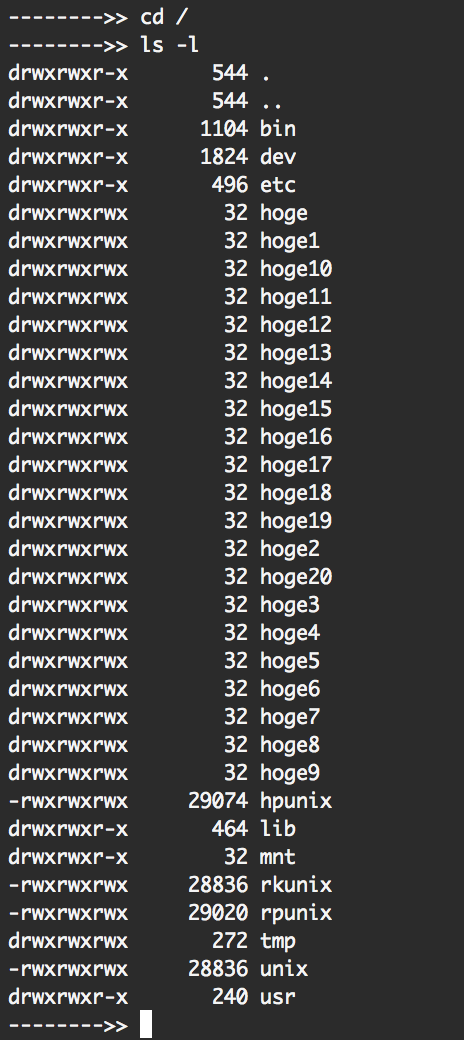 -------->> cd /
-------->> ls -l
drwxrwxr-x       544 .
drwxrwxr-x       544 ..
drwxrwxr-x      1104 bin
drwxrwxr-x      1824 dev
drwxrwxr-x       496 etc
drwxrwxrwx        32 hoge
drwxrwxrwx        32 hoge1
drwxrwxrwx        32 hoge10
drwxrwxrwx        32 hoge11
drwxrwxrwx        32 hoge12
drwxrwxrwx        32 hoge13
drwxrwxrwx        32 hoge14
drwxrwxrwx        32 hoge15
drwxrwxrwx        32 hoge16
drwxrwxrwx        32 hoge17
drwxrwxrwx        32 hoge18
drwxrwxrwx        32 hoge19
drwxrwxrwx        32 hoge2
drwxrwxrwx        32 hoge20
drwxrwxrwx        32 hoge3
drwxrwxrwx        32 hoge4
drwxrwxrwx        32 hoge5
drwxrwxrwx        32 hoge6
drwxrwxrwx        32 hoge7
drwxrwxrwx        32 hoge8
drwxrwxrwx        32 hoge9
-rwxrwxrwx     29074 hpunix
drwxrwxr-x       464 lib
drwxrwxr-x        32 mnt
-rwxrwxrwx     28836 rkunix
-rwxrwxrwx     29020 rpunix
drwxrwxrwx       272 tmp
-rwxrwxrwx     28836 unix
drwxrwxr-x       240 usr
-------->>